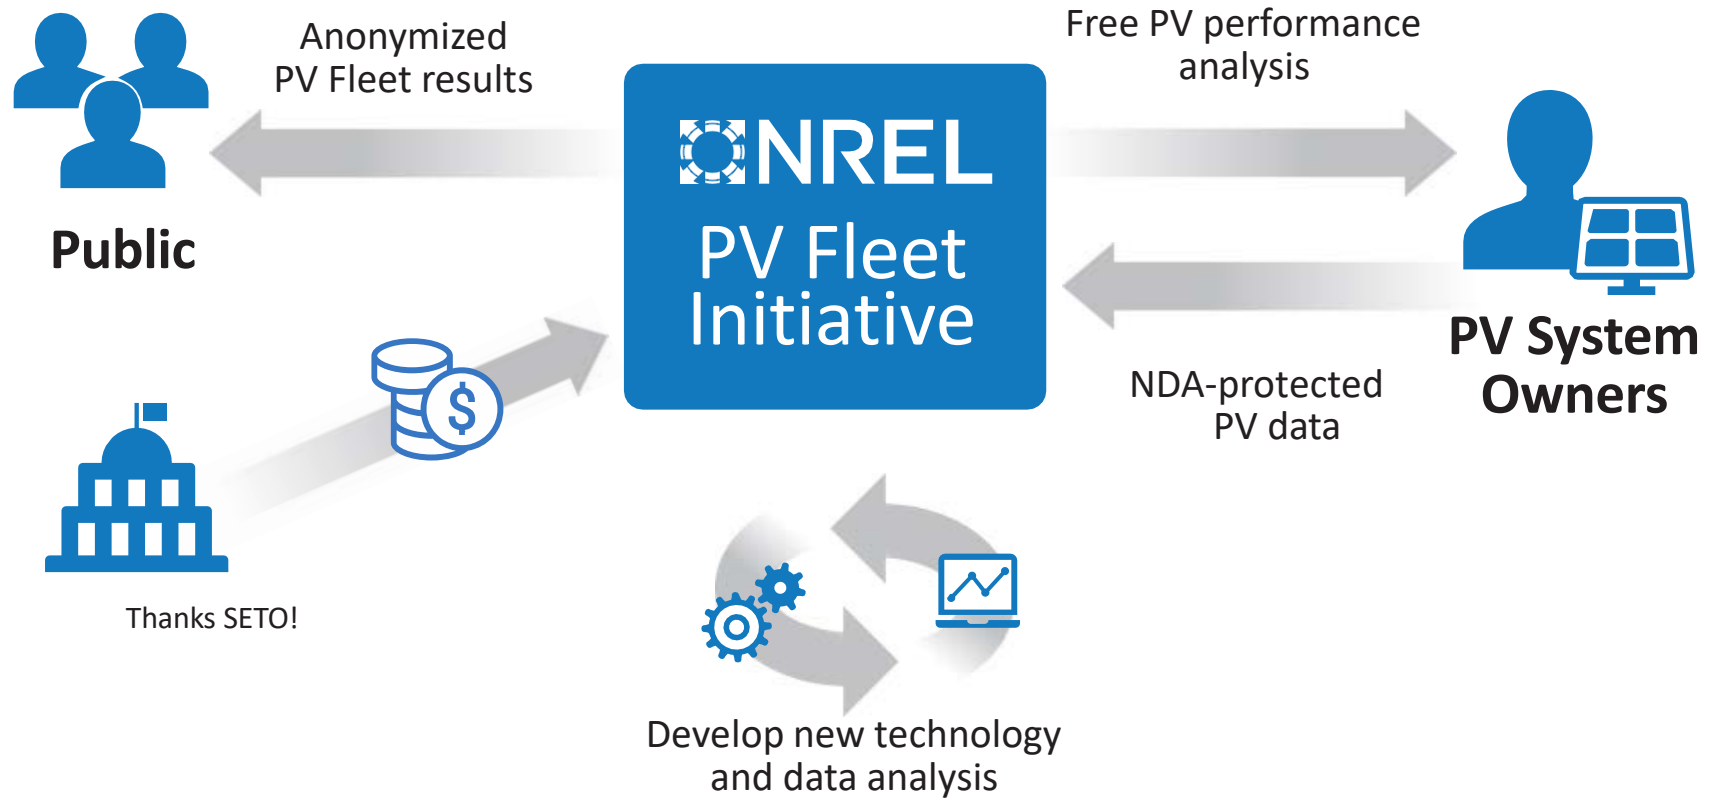 Anonymized
PV Fleet results
Free PV performance
analysis
NREL
PV Fleet
Initiative
Public
PV System
Owners
NDA-protected
PV data
$
Thanks SETO!
Develop new technology
and data analysis